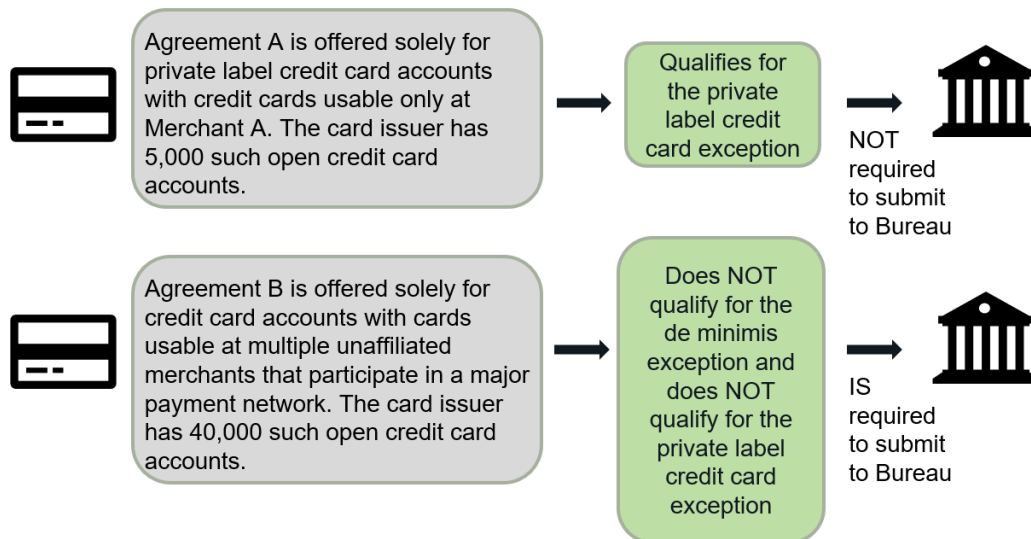 Agreement A is offered solely for
private label credit card accounts
with credit cards usable only at
Merchant A. The card issuer has
5,000 such open credit card
accounts.
Qualifies for
the private
label credit
card exception
NOT
required
to submit
to Bureau
Agreement B is offered solely for
credit card accounts with cards
usable at multiple unaffiliated
merchants that participate in a major
payment network. The card issuer
has 40,000 such open credit card
accounts.
Does NOT
qualify for the
de minimis
exception and
does NOT
qualify for the
private label
credit card
exception
IS
required
to submit
to Bureau